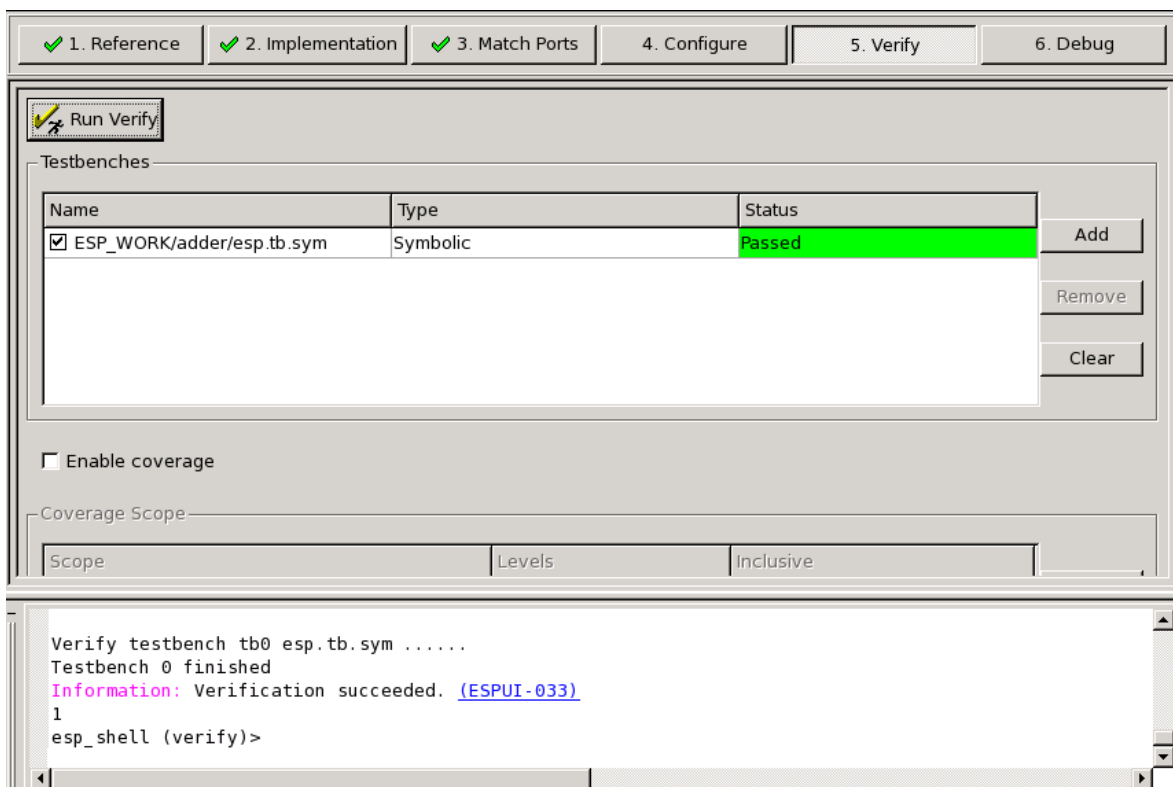 1. Reference 2. Implementation 3. Match Ports 4. Configure 5. Verify 6. Debug
Run Verify
Testbenches
Name Type Status
ESP_WORK/adder/esp.tb.sym Symbolic Passed
Add
Remove
Clear
Enable coverage
Coverage Scope
Scope Levels Inclusive
Verify testbench tb0 esp.tb.sym ......
Testbench 0 finished
Information: Verification succeeded. (ESPUI-033)
1
esp_shell (verify)>